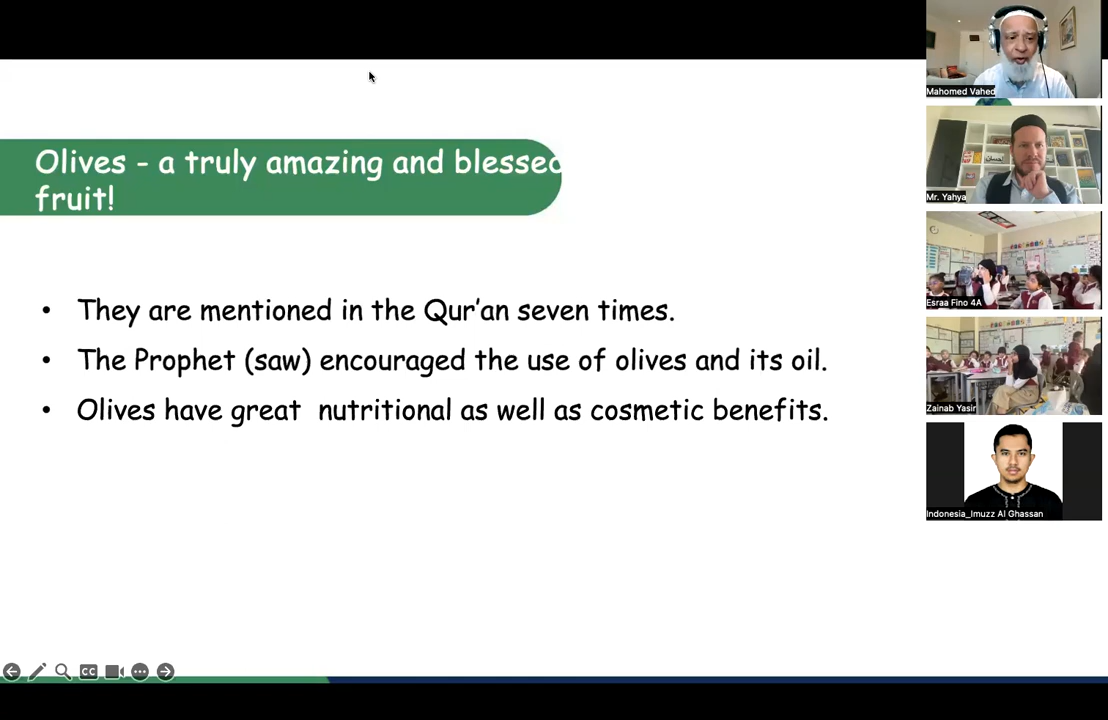 Olives - a truly amazing and blessed
fruit!
• They are mentioned in the Qur’an seven times.
• The Prophet (saw) encouraged the use of olives and its oil.
• Olives have great nutritional as well as cosmetic benefits.
CC
Mahomed Vahed
Mr. Yahya
Esraa Fino 4A
Zainab Yasir
Indonesia_Imuzz Al Ghassan